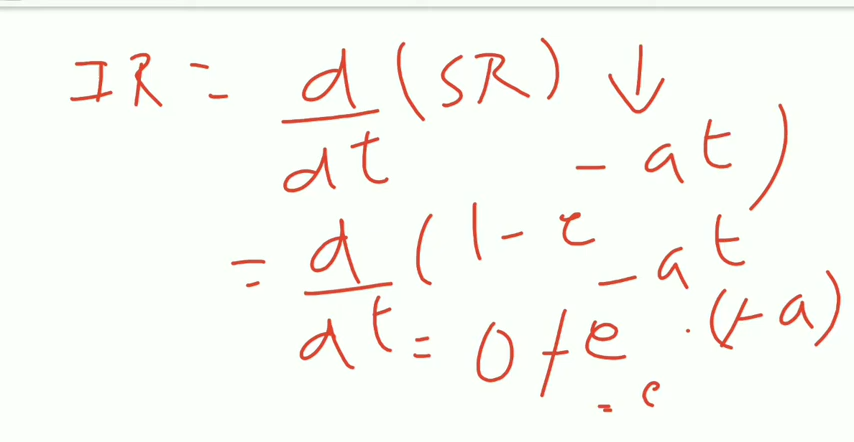 IR = d/dt (SR) ↓
= d/dt (1 - e^-at)
= 0 + e^-at . (+a)
= e